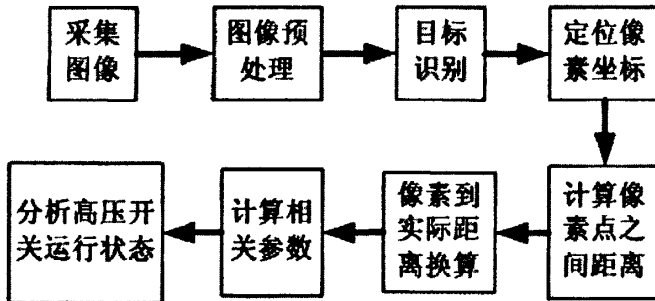 采集
图像
图像预
处理
目标
识别
定位像
素坐标
计算像
素点之
间距离
像素到
实际距
离换算
计算相
关参数
分析高压开
关运行状态